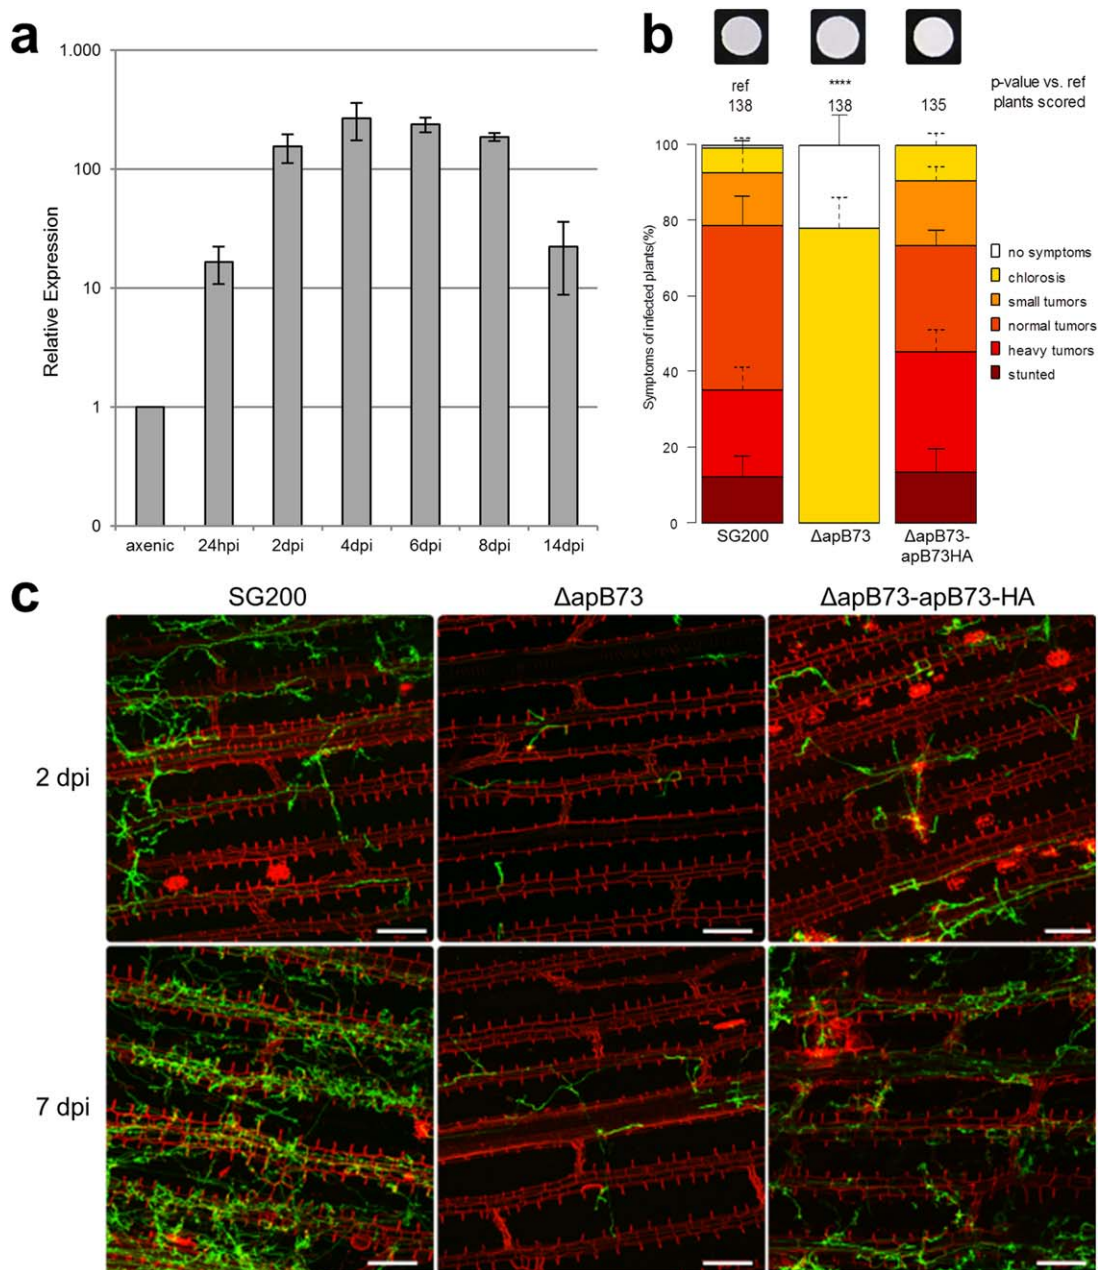 a
1.000
100
10
1
0
Relative Expression
axenic 24hpi 2dpi 4dpi 6dpi 8dpi 14dpi
b
ref **** p-value vs. ref
138 138 135 plants scored
100
80
60
40
20
0
Symptoms of infected plants(%)
no symptoms
chlorosis
small tumors
normal tumors
heavy tumors
stunted
SG200 ΔapB73 ΔapB73-
apB73HA
c
SG200 ΔapB73 ΔapB73-apB73-HA
2 dpi
7 dpi